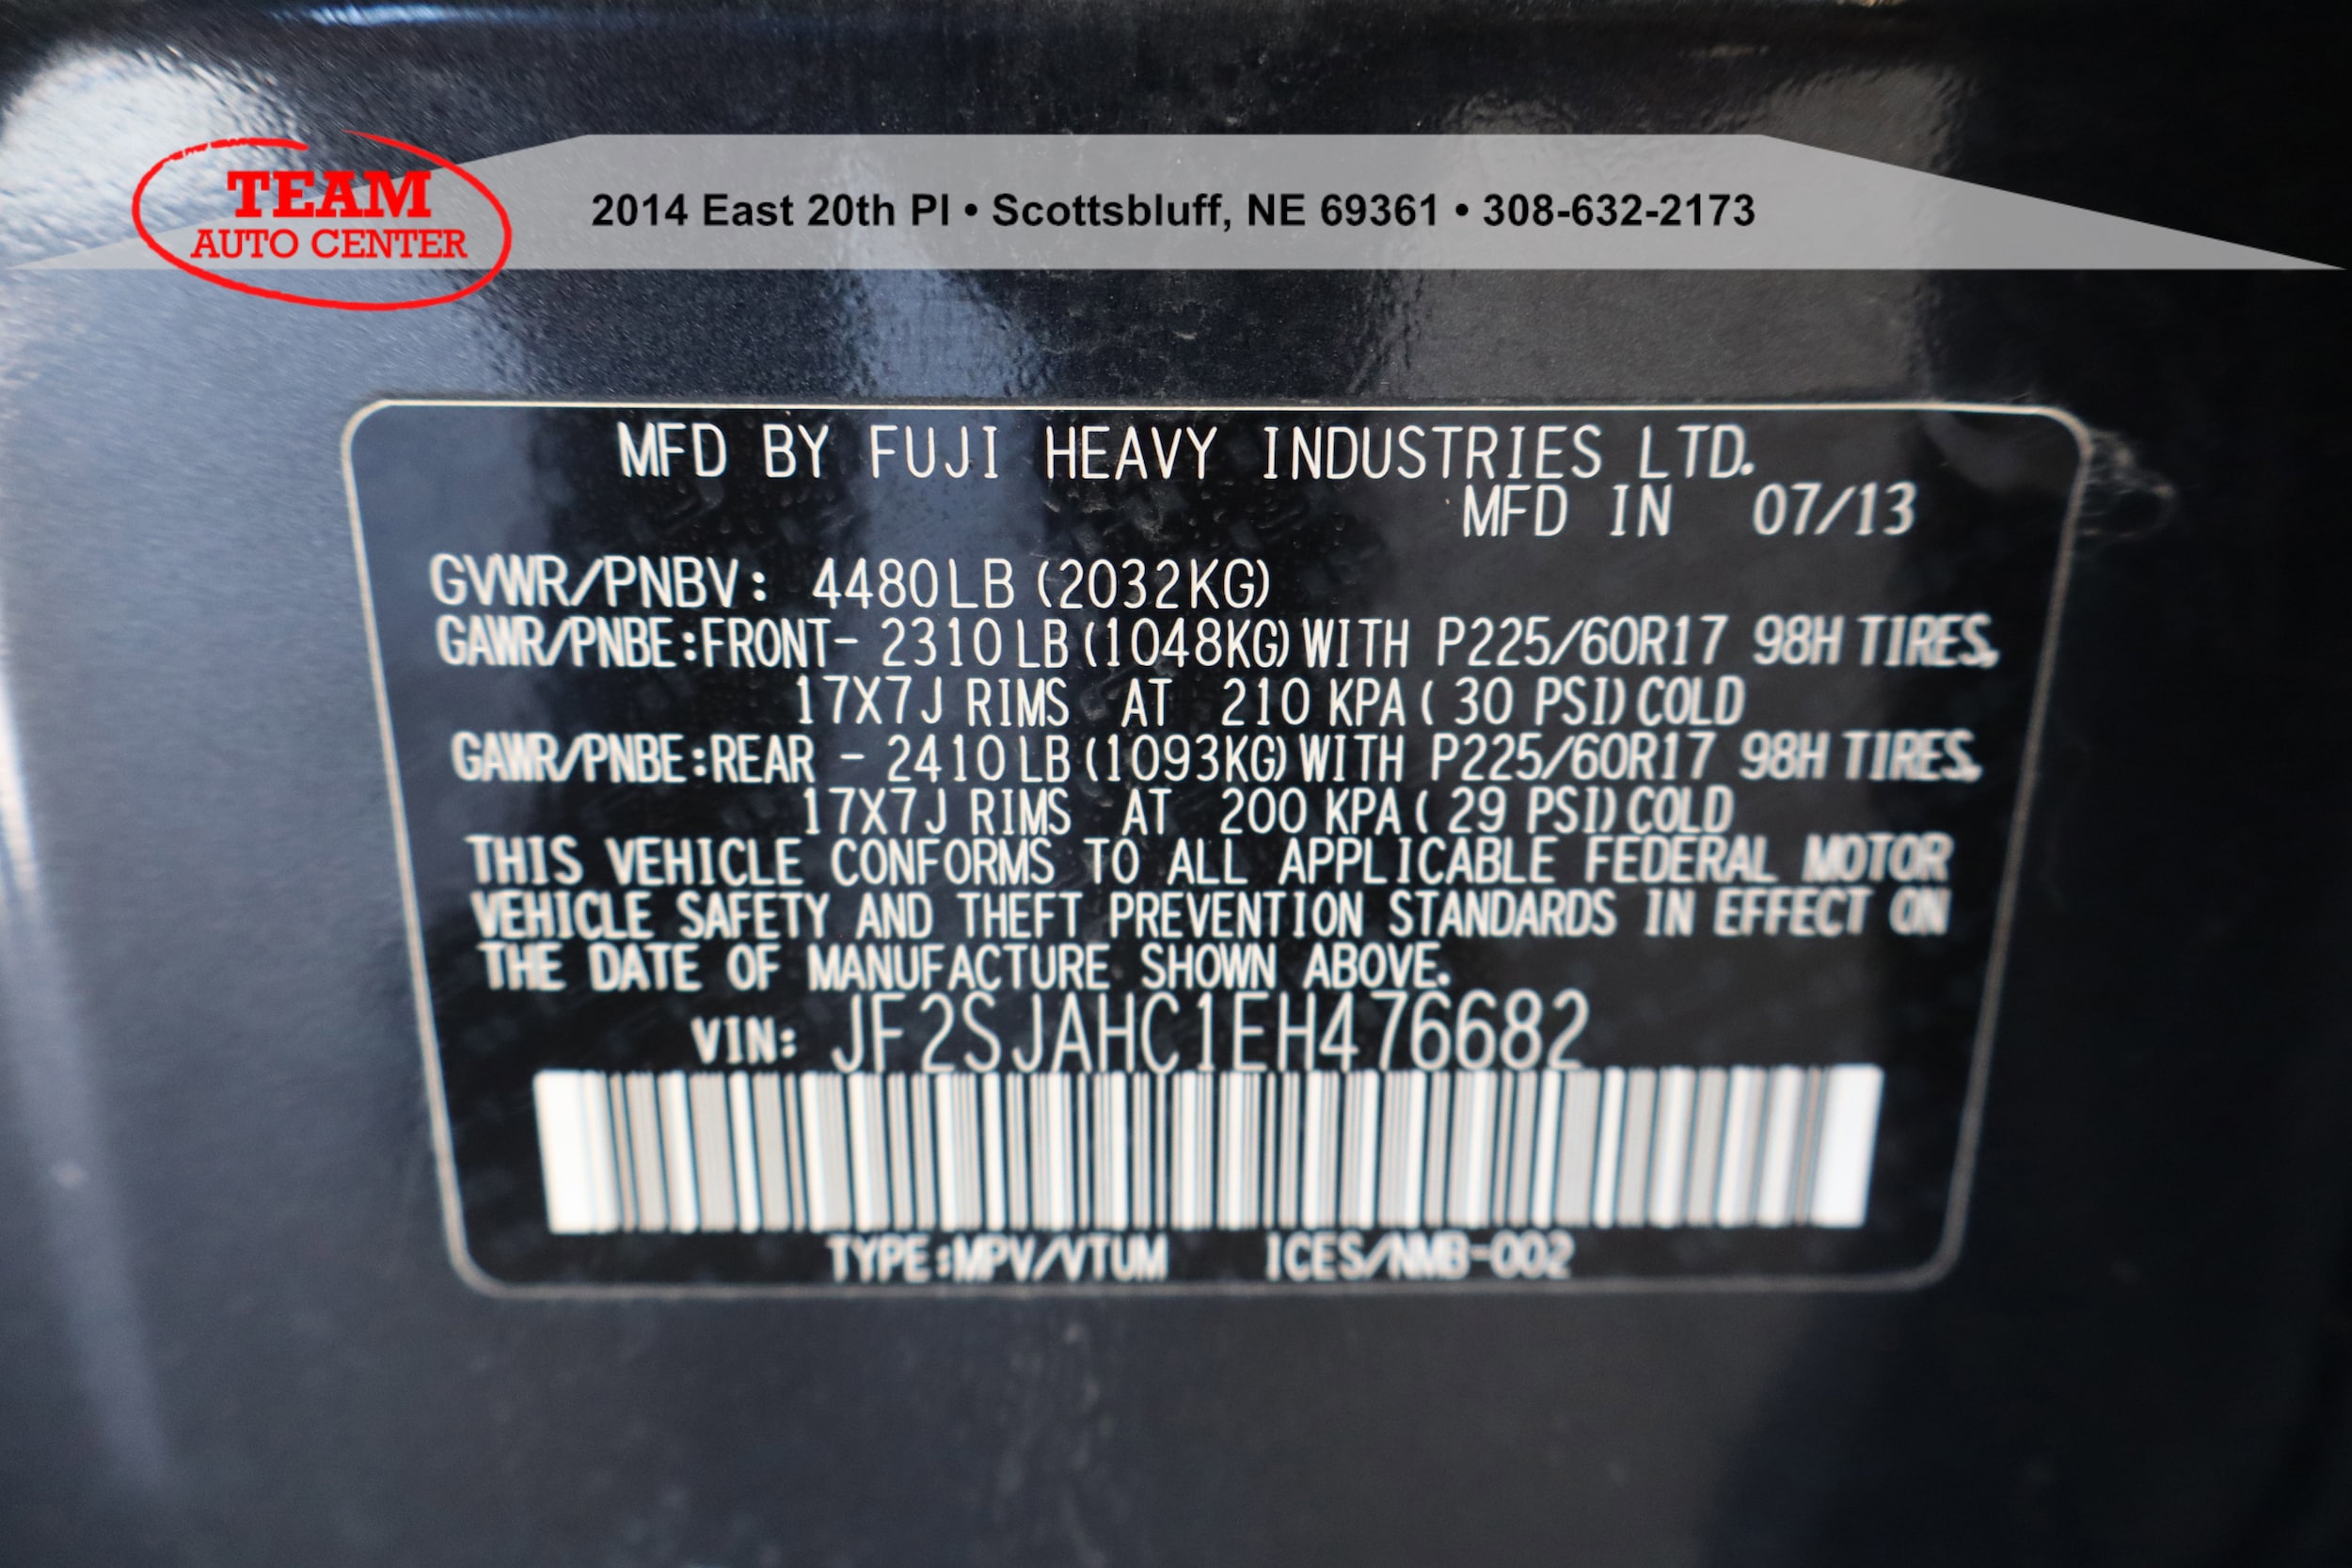 TEAM
AUTO CENTER
2014 East 20th Pl • Scottsbluff, NE 69361 • 308-632-2173
MFD BY FUJI HEAVY INDUSTRIES LTD.
MFD IN 07/13
GVWR/PNBV: 4480LB (2032KG)
GAWR/PNBE:FRONT- 2310LB (1048KG) WITH P225/60R17 98H TIRES,
17X7J RIMS AT 210 KPA ( 30 PSI) COLD
GAWR/PNBE:REAR - 2410LB (1093KG) WITH P225/60R17 98H TIRES,
17X7J RIMS AT 200 KPA ( 29 PSI) COLD
THIS VEHICLE CONFORMS TO ALL APPLICABLE FEDERAL MOTOR
VEHICLE SAFETY AND THEFT PREVENTION STANDARDS IN EFFECT ON
THE DATE OF MANUFACTURE SHOWN ABOVE.
VIN: JF2SJAHC1EH476682
TYPE:MPV/VTUM ICES/NMB-002